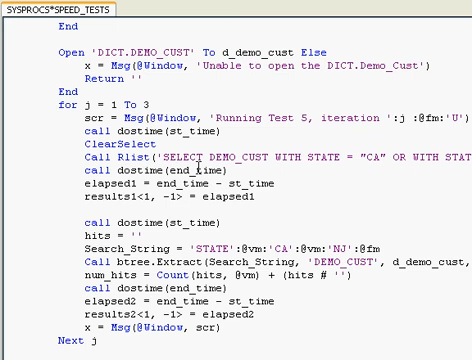 SYSPROCS*SPEED_TESTS
End
Open 'DICT.DEMO_CUST' To d_demo_cust Else
x = Msg(@Window, 'Unable to open the DICT.Demo_Cust')
Return ''
End
for j = 1 To 3
scr = Msg(@Window, 'Running Test 5, iteration ':j :@fm:'U')
call dostime(st_time)
ClearSelect
Call Rlist('SELECT DEMO_CUST WITH STATE = "CA" OR WITH STAT
call dostime(end_time)
elapsed1 = end_time - st_time
results1<1, -1> = elapsed1
call dostime(st_time)
hits = ''
Search_String = 'STATE':@vm:'CA':@vm:'NJ':@fm
Call btree.Extract(Search_String, 'DEMO_CUST', d_demo_cust,
num_hits = Count(hits, @vm) + (hits # '')
call dostime(end_time)
elapsed2 = end_time - st_time
results2<1, -1> = elapsed2
x = Msg(@Window, scr)
Next j